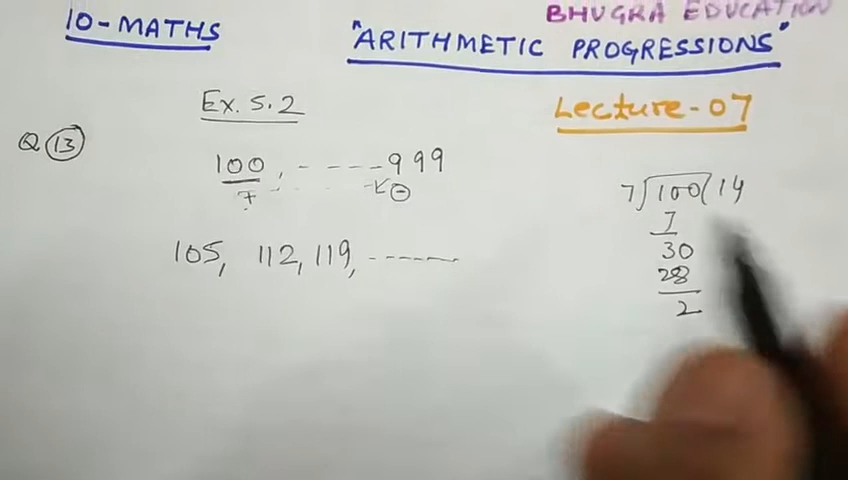 BHUGRA EDUCATION
10-MATHS
"ARITHMETIC PROGRESSIONS"
Ex. 5.2
Lecture-07
Q 13
100, -----999
+ -
105, 112, 119, ------
7)100(14
7
30
28
2